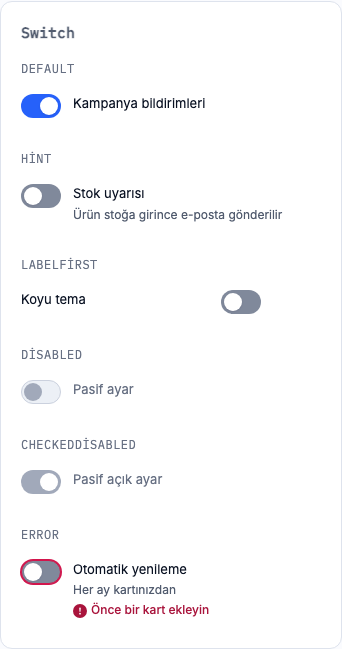 Switch
DEFAULT
Kampanya bildirimleri
HİNT
Stok uyarısı
Ürün stoğa girince e-posta gönderilir
LABELFİRST
Koyu tema
DİSABLED
Pasif ayar
CHECKEDDİSABLED
Pasif açık ayar
ERROR
Otomatik yenileme
Her ay kartınızdan
Önce bir kart ekleyin